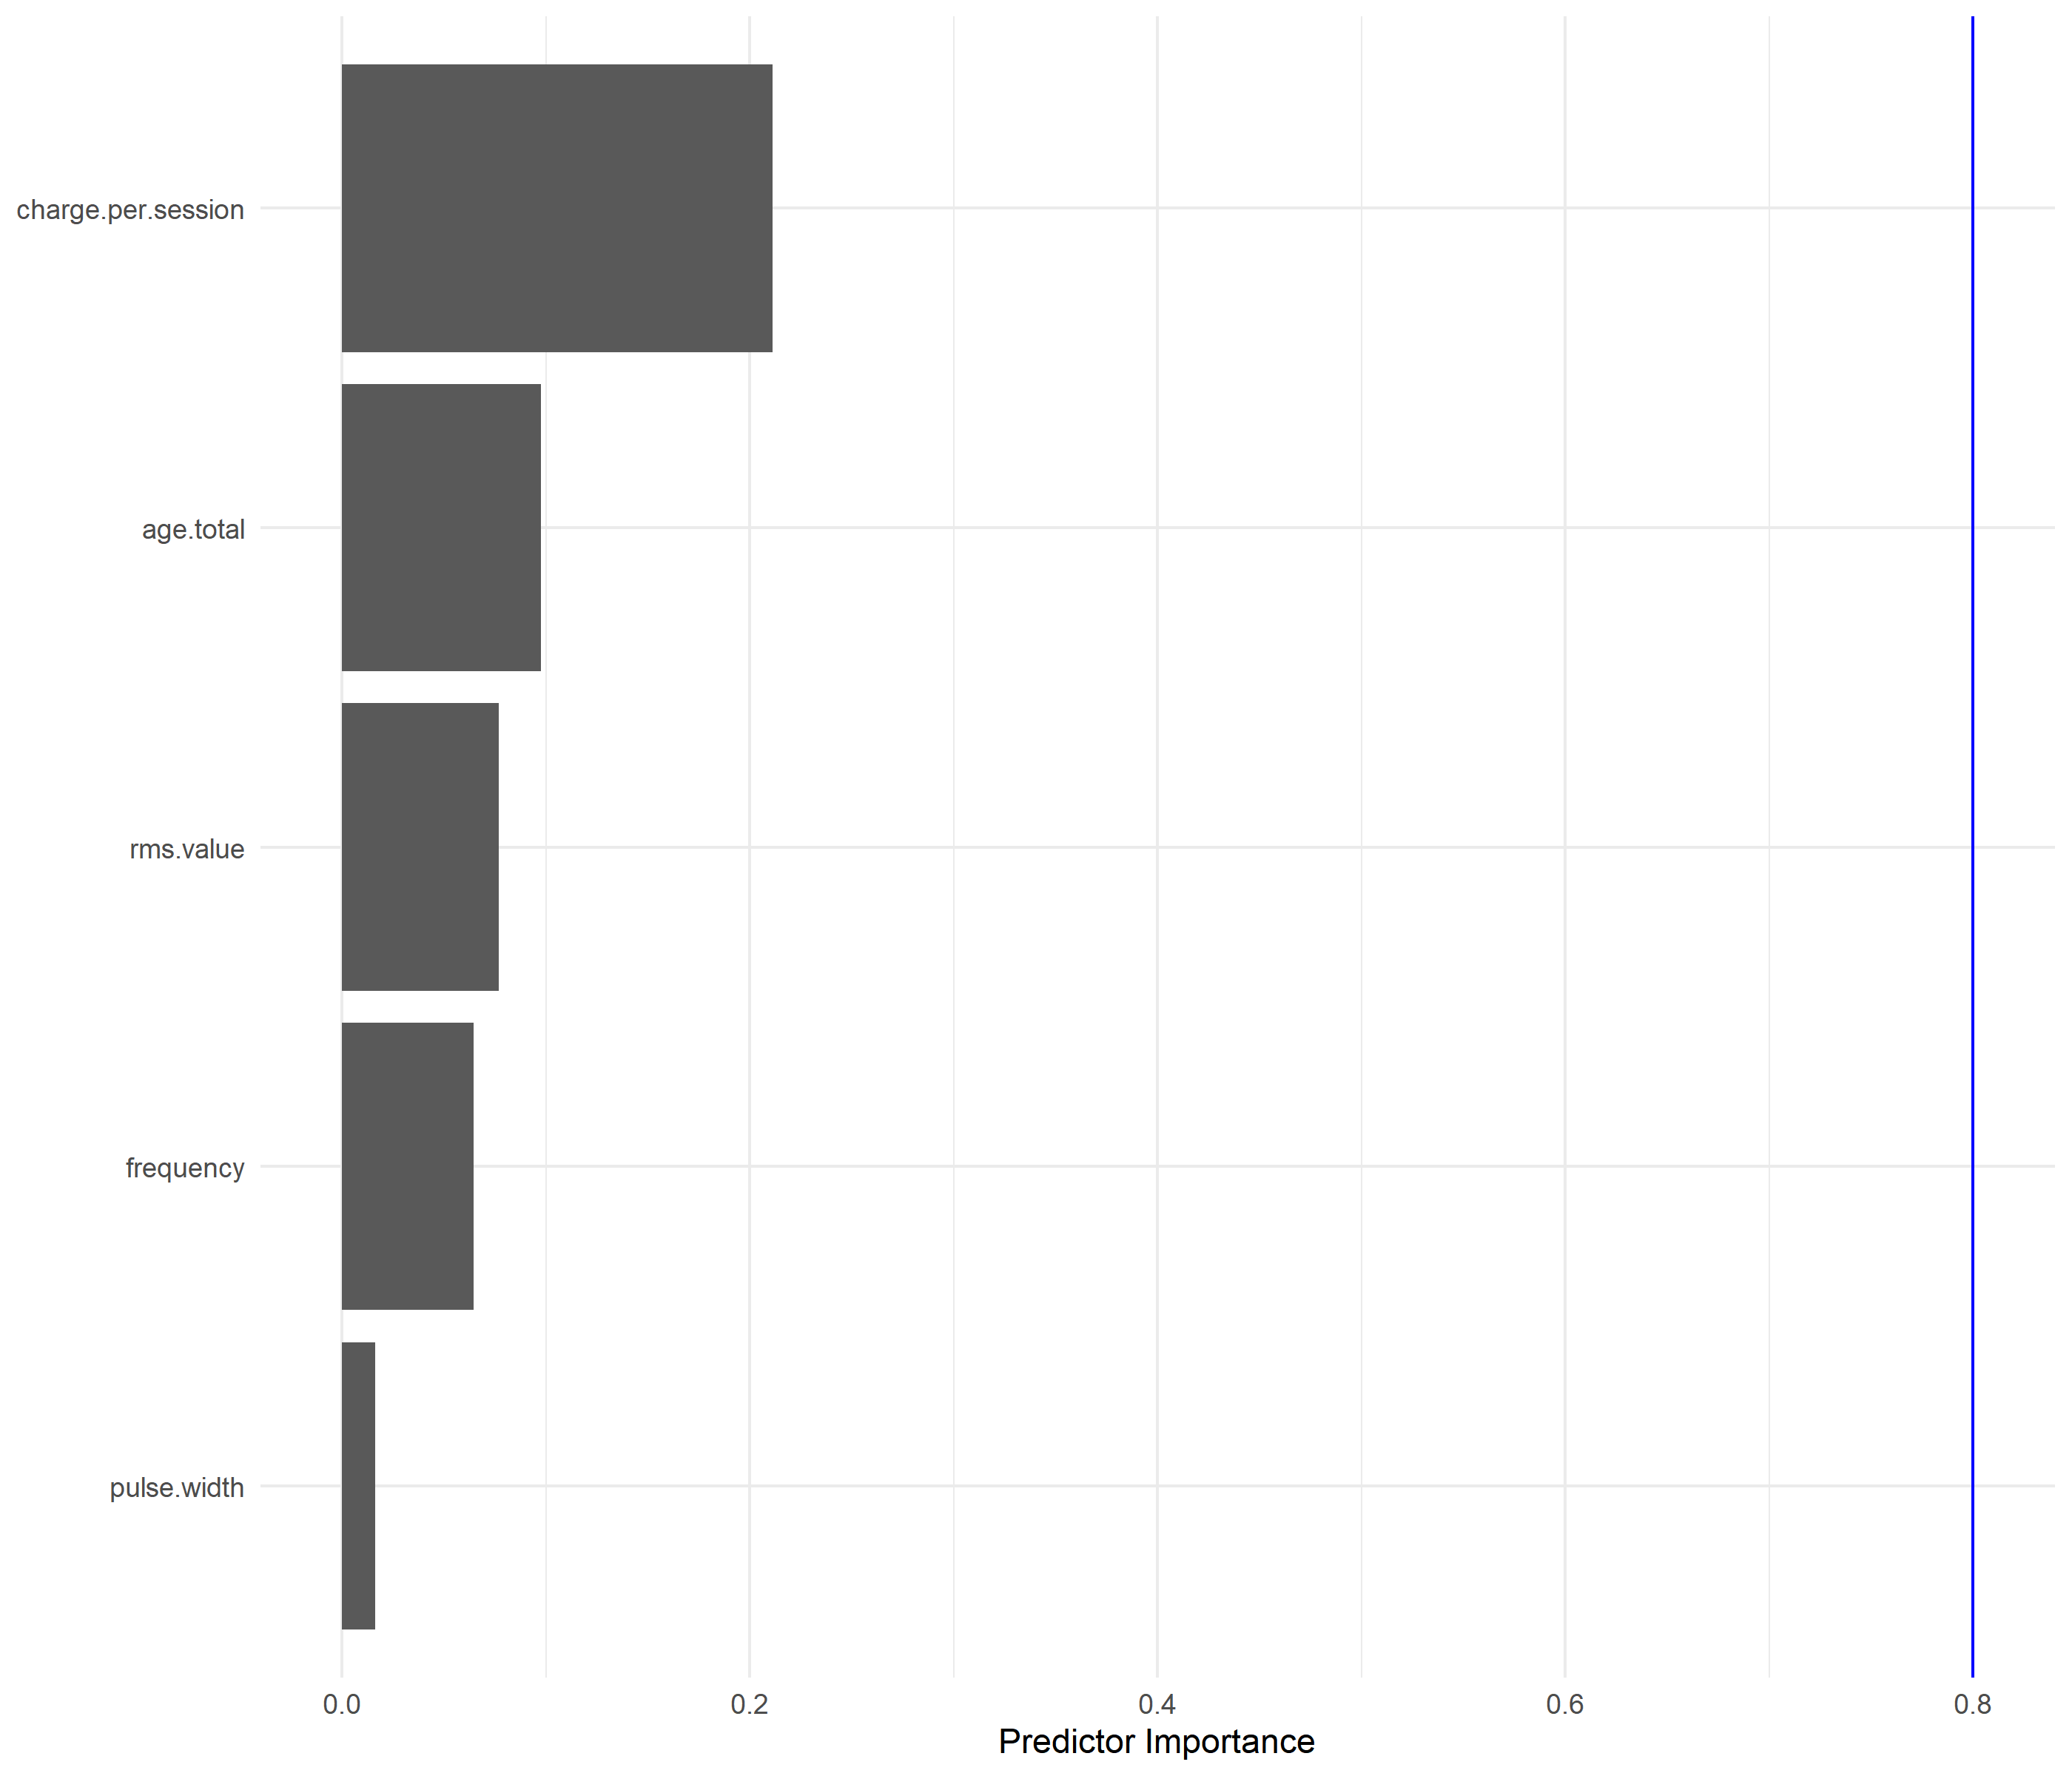 charge.per.session
age.total
rms.value
frequency
pulse.width
0.0 0.2 0.4 0.6 0.8
Predictor Importance